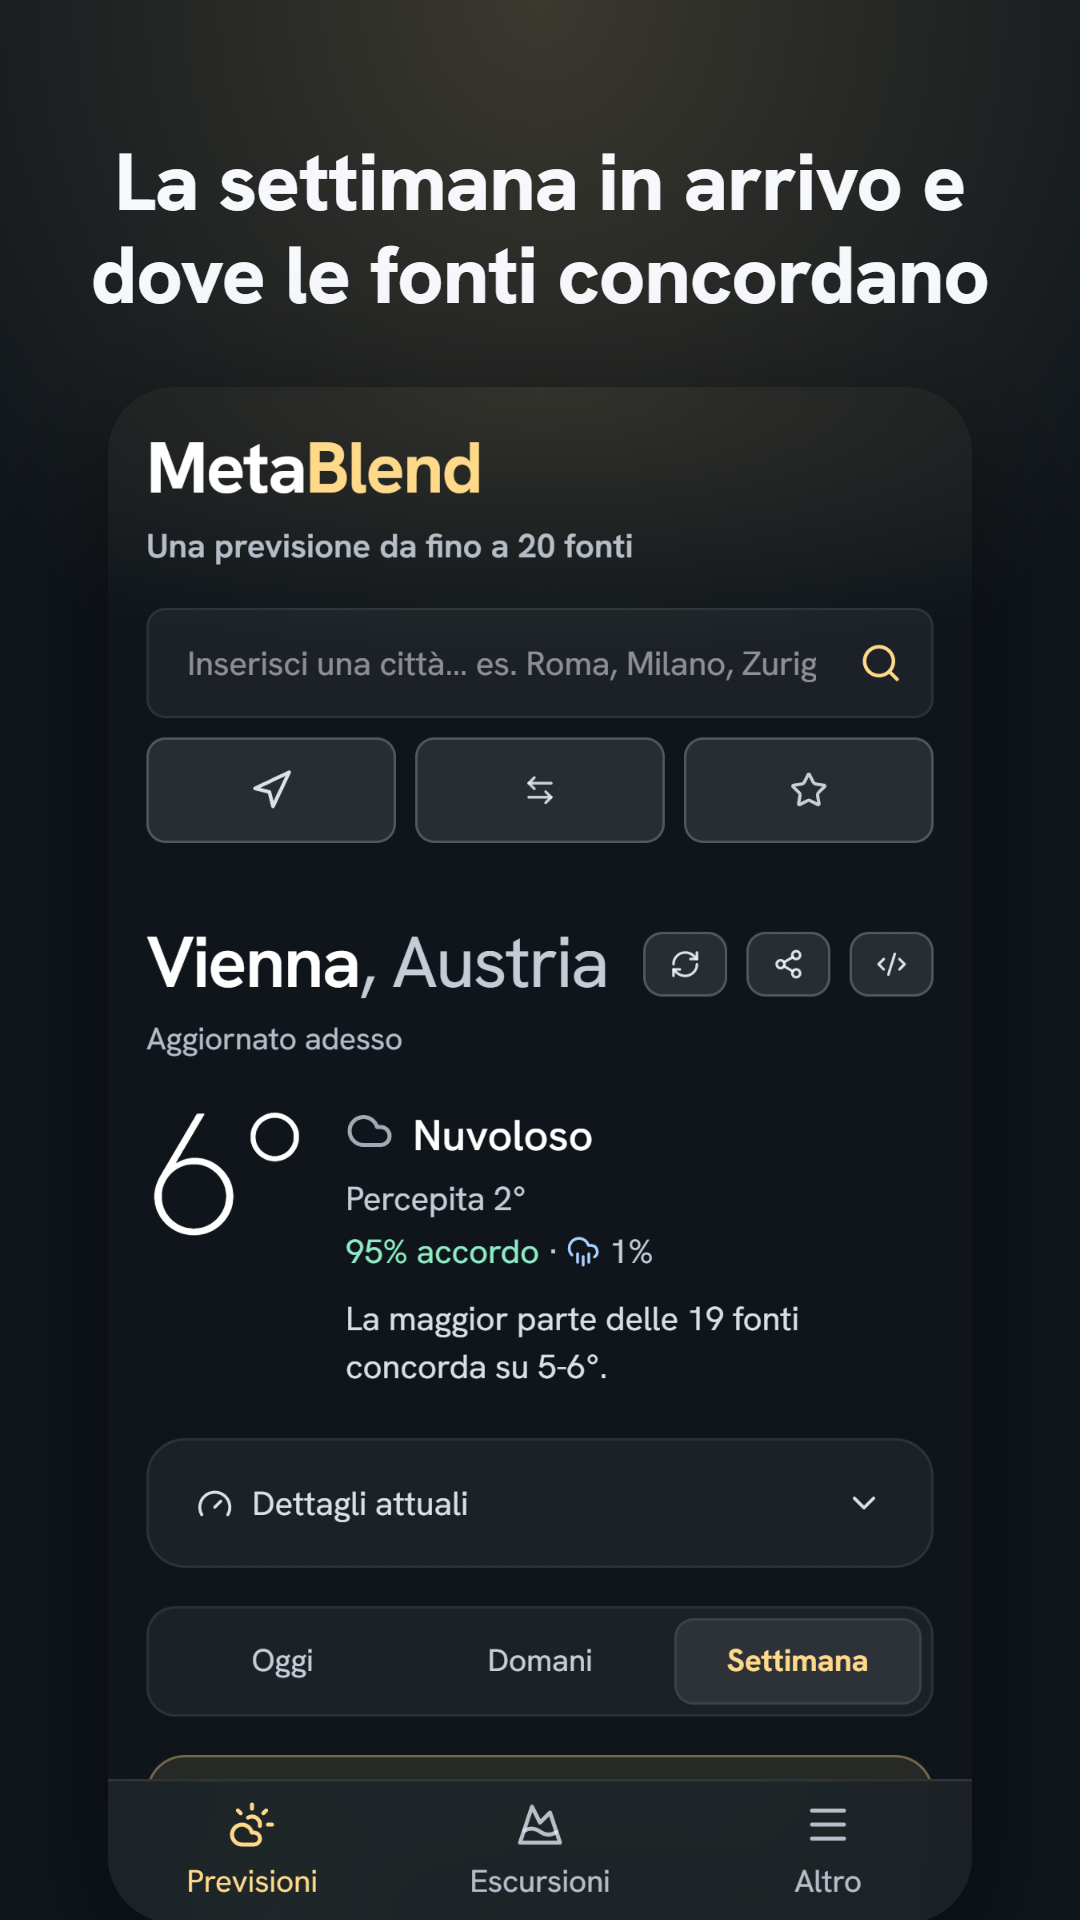 La settimana in arrivo e
dove le fonti concordano
MetaBlend
Una previsione da fino a 20 fonti
Inserisci una città... es. Roma, Milano, Zurig
Vienna, Austria
Aggiornato adesso
6°
Nuvoloso
Percepita 2°
95% accordo · 1%
La maggior parte delle 19 fonti
concorda su 5-6°.
Dettagli attuali
Oggi Domani Settimana
Previsioni Escursioni Altro